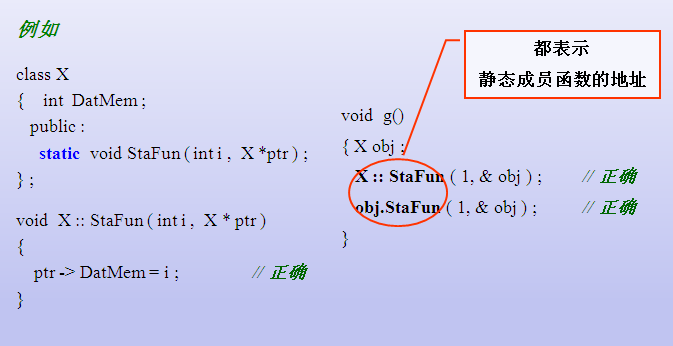 例如
class X
{ int DatMem ;
public :
static void StaFun ( int i , X *ptr ) ;
} ;
void X :: StaFun ( int i , X * ptr )
{
ptr -> DatMem = i ; // 正确
}
都表示
静态成员函数的地址
void g()
{ X obj ;
X :: StaFun ( 1, & obj ) ; // 正确
obj.StaFun ( 1, & obj ) ; // 正确
}